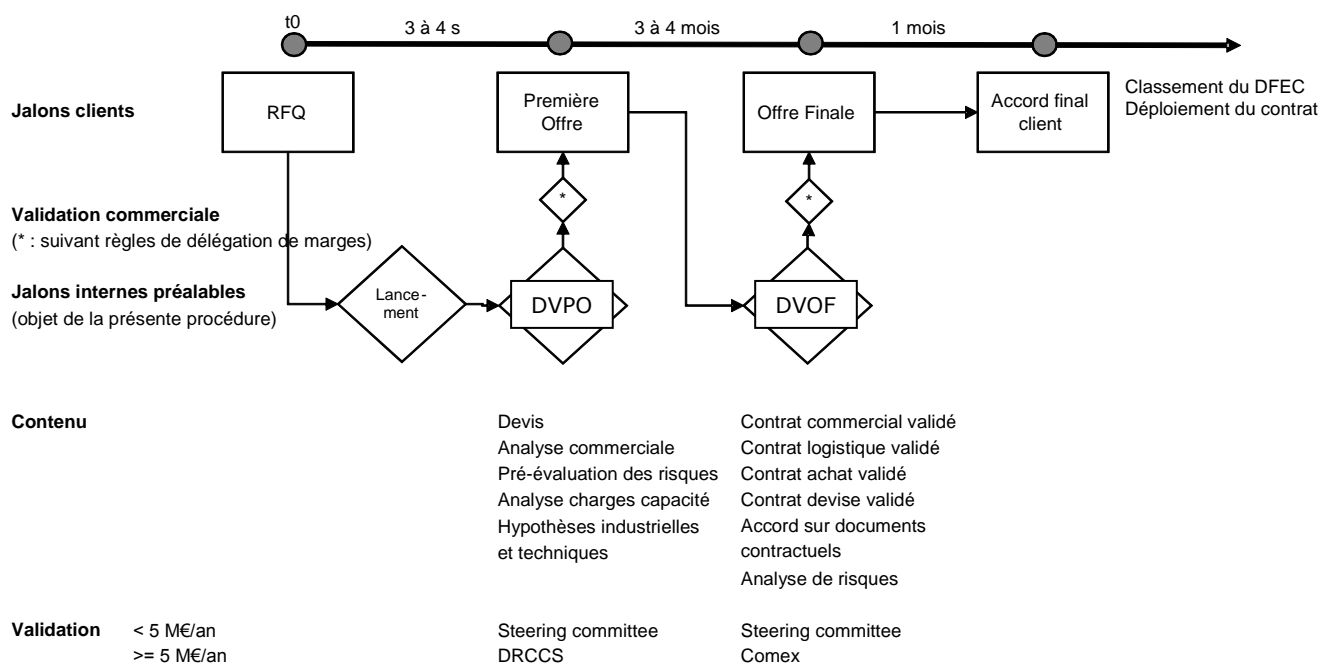 t0
3 à 4 s
3 à 4 mois
1 mois
Jalons clients
RFQ
Première
Offre
Offre Finale
Accord final
client
Classement du DFEC
Déploiement du contrat
*
*
Validation commerciale
(* : suivant règles de délégation de marges)
Jalons internes préalables
(objet de la présente procédure)
Lance-
ment
DVPO
DVOF
Contenu
Devis
Analyse commerciale
Pré-évaluation des risques
Analyse charges capacité
Hypothèses industrielles
et techniques
Contrat commercial validé
Contrat logistique validé
Contrat achat validé
Contrat devise validé
Accord sur documents
contractuels
Analyse de risques
Validation
< 5 M€/an
Steering committee
Steering committee
>= 5 M€/an
DRCCS
Comex